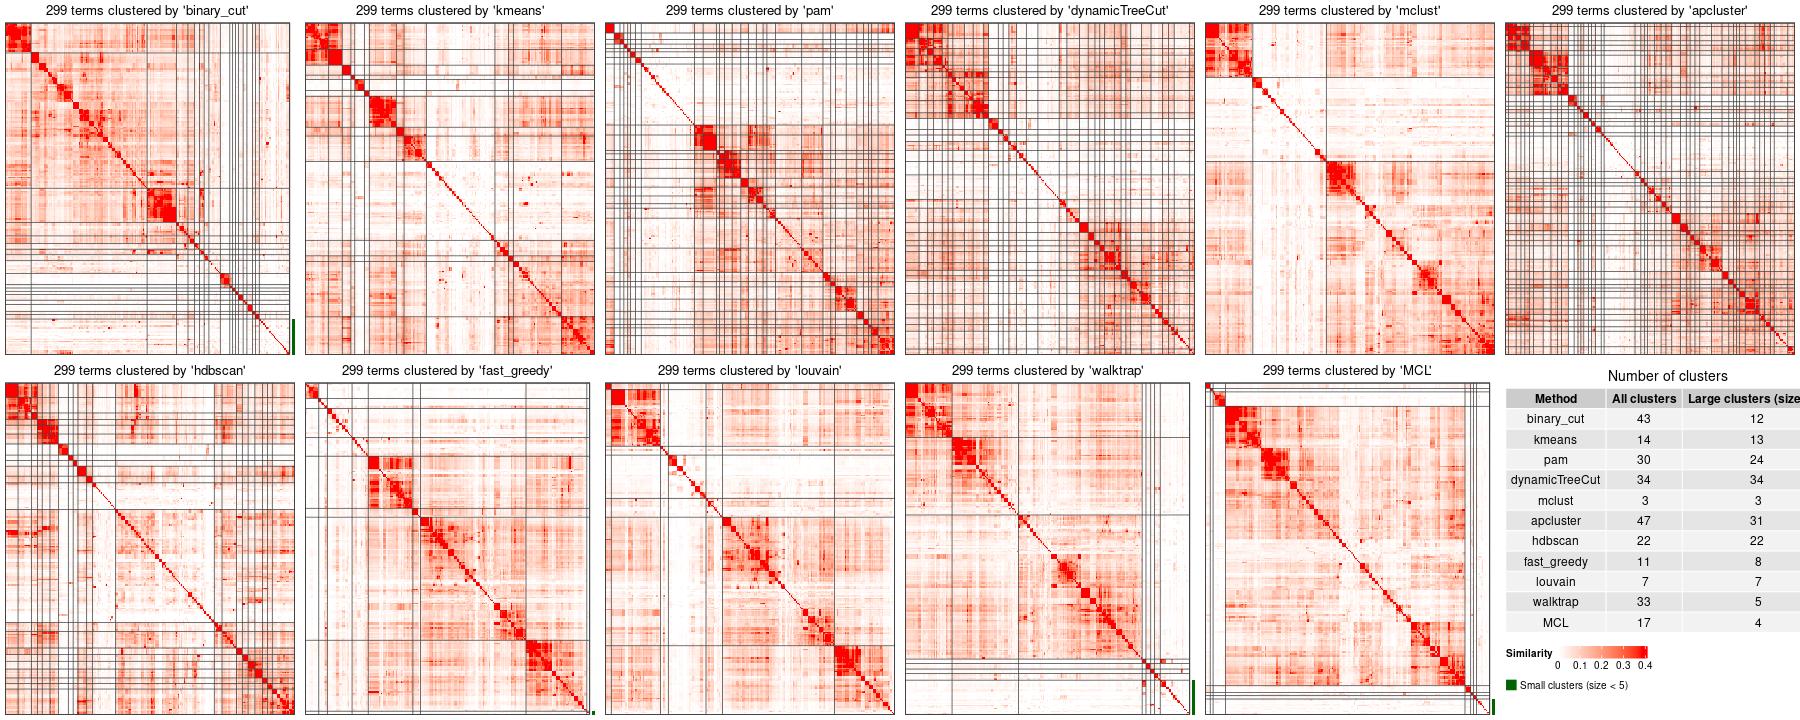 299 terms clustered by 'binary_cut'
299 terms clustered by 'kmeans'
299 terms clustered by 'pam'
299 terms clustered by 'dynamicTreeCut'
299 terms clustered by 'mclust'
299 terms clustered by 'apcluster'
299 terms clustered by 'hdbscan'
299 terms clustered by 'fast_greedy'
299 terms clustered by 'louvain'
299 terms clustered by 'walktrap'
299 terms clustered by 'MCL'
Number of clusters
Method All clusters Large clusters (size
binary_cut 43 12
kmeans 14 13
pam 30 24
dynamicTreeCut 34 34
mclust 3 3
apcluster 47 31
hdbscan 22 22
fast_greedy 11 8
louvain 7 7
walktrap 33 5
MCL 17 4
Similarity
0 0.1 0.2 0.3 0.4
Small clusters (size < 5)